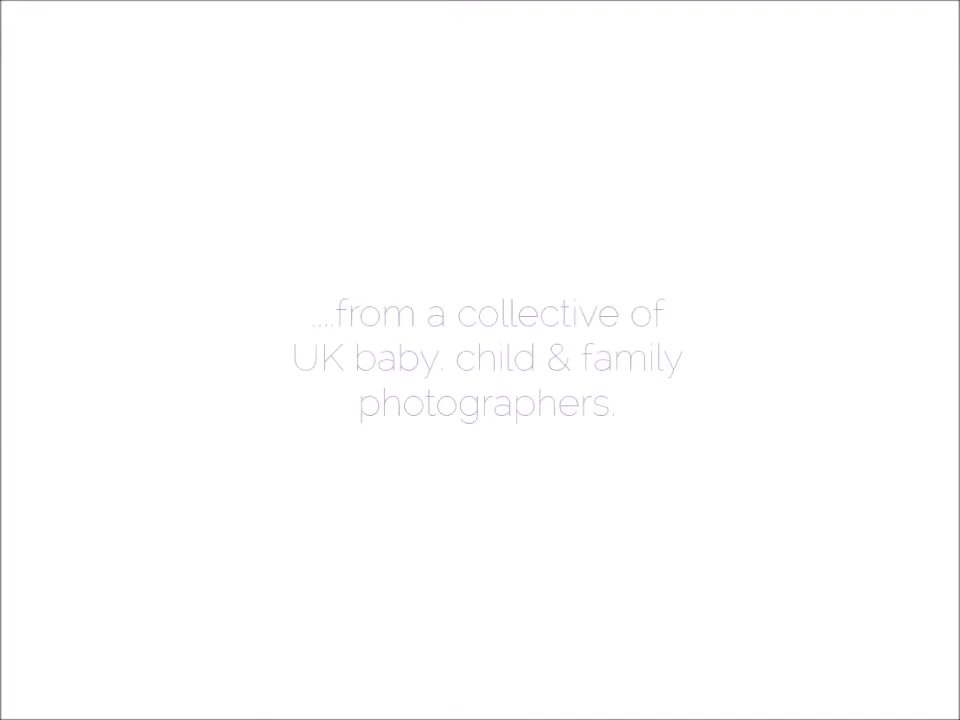 ....from a collective of
UK baby, child & family
photographers.